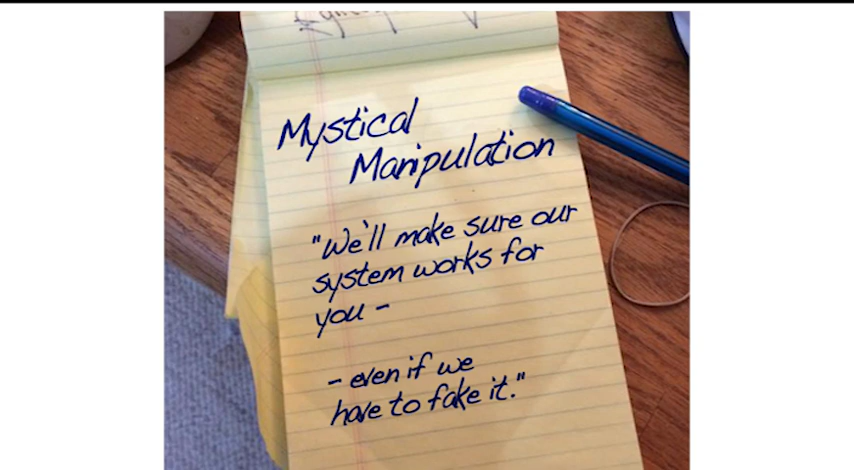 Mystical
Manipulation
"We'll make sure our
system works for
you -
- even if we
have to fake it."